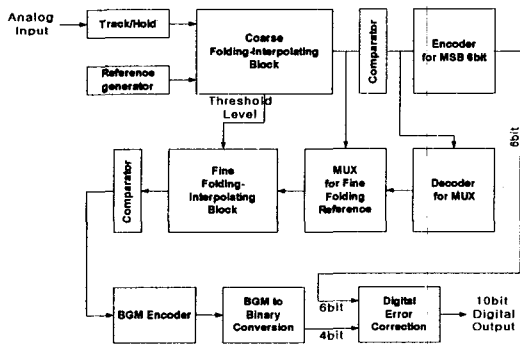 Analog
Input
Track/Hold
Reference
generator
Coarse
Folding-Interpolating
Block
Comparator
Encoder
for MSB 6bit
Threshold
Level
6bit
Comparator
Fine
Folding-
Interpolating
Block
MUX
for Fine
Folding
Reference
Decoder
for MUX
BGM Encoder
BGM to
Binary
Conversion
6bit
4bit
Digital
Error
Correction
10bit
Digital
Output